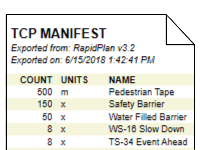 TCP MANIFEST
Exported from: RapidPlan v3.2
Exported on: 6/15/2018 1:42:41 PM
COUNT UNITS NAME
500 m Pedestrian Tape
150 x Safety Barrier
50 x Water Filled Barrier
8 x WS-16 Slow Down
8 x TS-34 Event Ahead